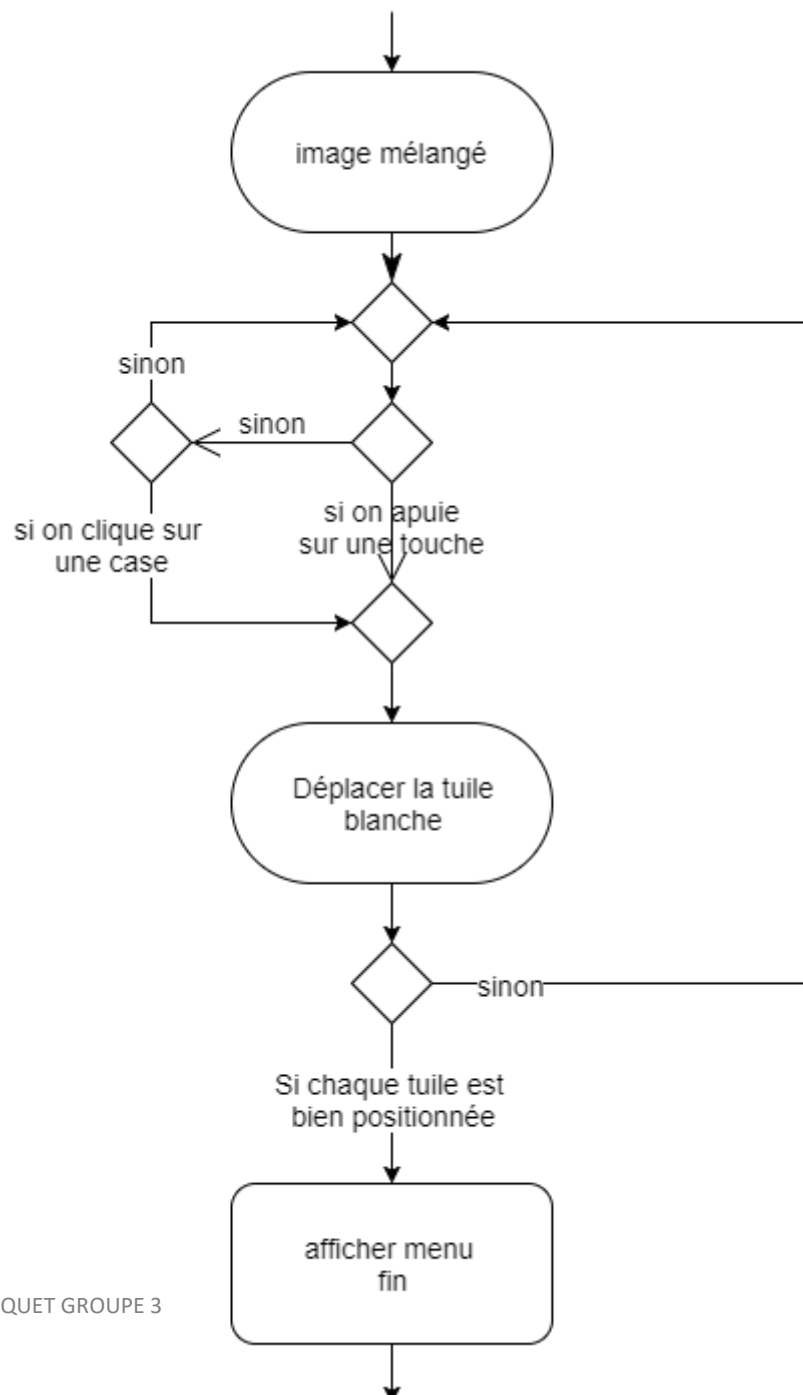 image mélangé
sinon
sinon
si on clique sur
une case
si on apuie
sur une touche
Déplacer la tuile
blanche
sinon
Si chaque tuile est
bien positionnée
afficher menu
fin
QUET GROUPE 3